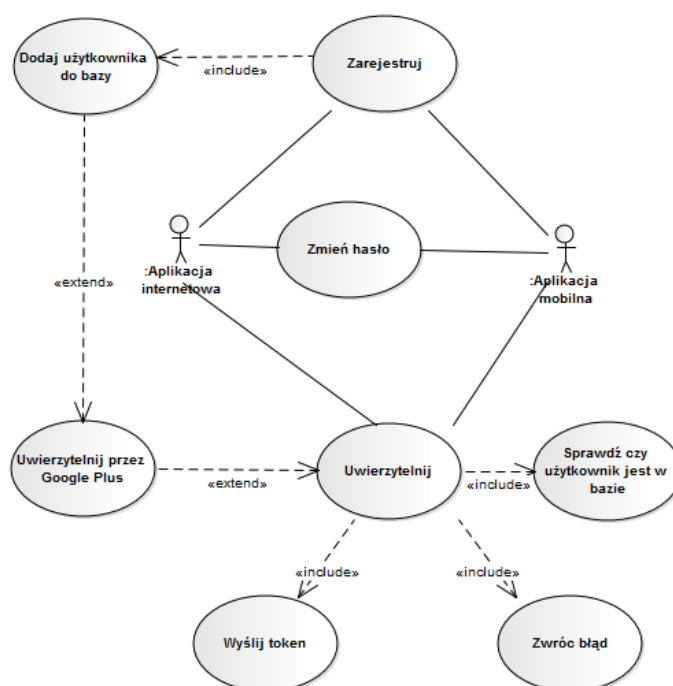 Dodaj użytkownika
do bazy
«include»
Zarejestruj
Zmień hasło
:Aplikacja
internetowa
:Aplikacja
mobilna
«extend»
Uwierzytelnij przez
Google Plus
«extend»
Uwierzytelnij
«include»
Sprawdź czy
użytkownik jest w
bazie
«include»
«include»
Wyślij token
Zwróc błąd